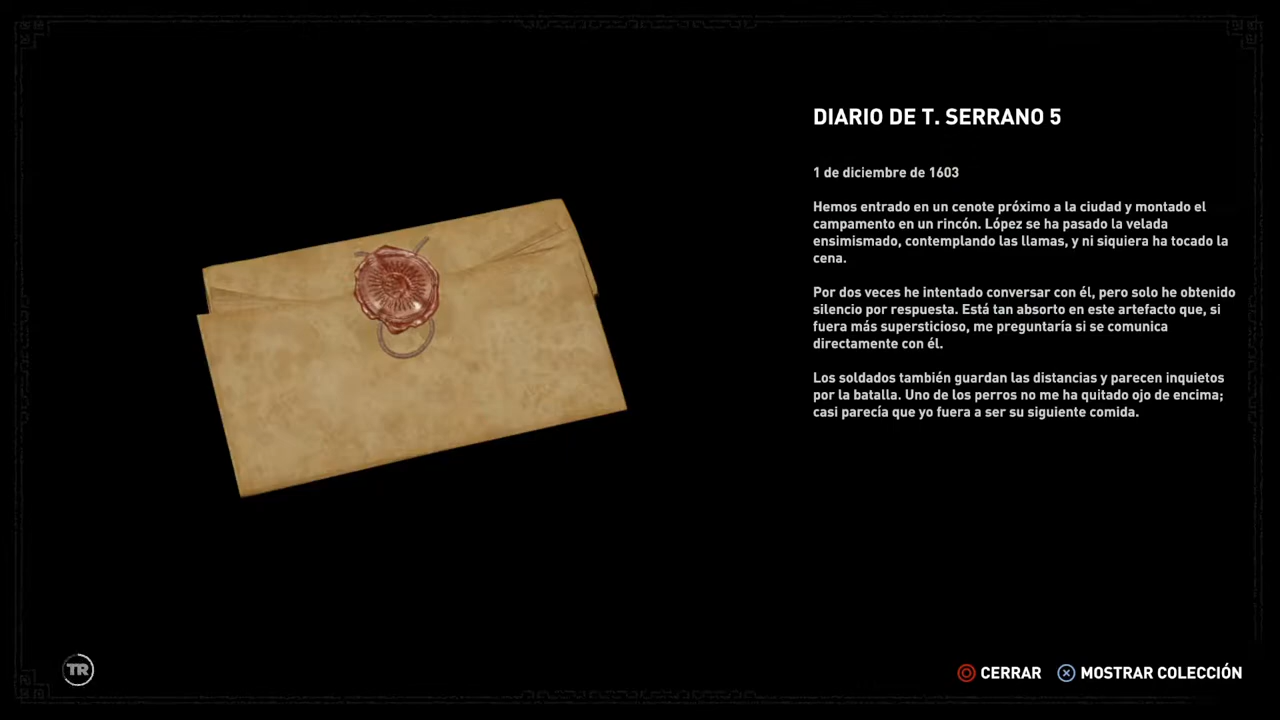 DIARIO DE T. SERRANO 5
1 de diciembre de 1603
Hemos entrado en un cenote próximo a la ciudad y montado el
campamento en un rincón. López se ha pasado la velada
ensimismado, contemplando las llamas, y ni siquiera ha tocado la
cena.
Por dos veces he intentado conversar con él, pero solo he obtenido
silencio por respuesta. Está tan absorto en este artefacto que, si
fuera más supersticioso, me preguntaría si se comunica
directamente con él.
Los soldados también guardan las distancias y parecen inquietos
por la batalla. Uno de los perros no me ha quitado ojo de encima;
casi parecía que yo fuera a ser su siguiente comida.
TR
CERRAR
MOSTRAR COLECCIÓN